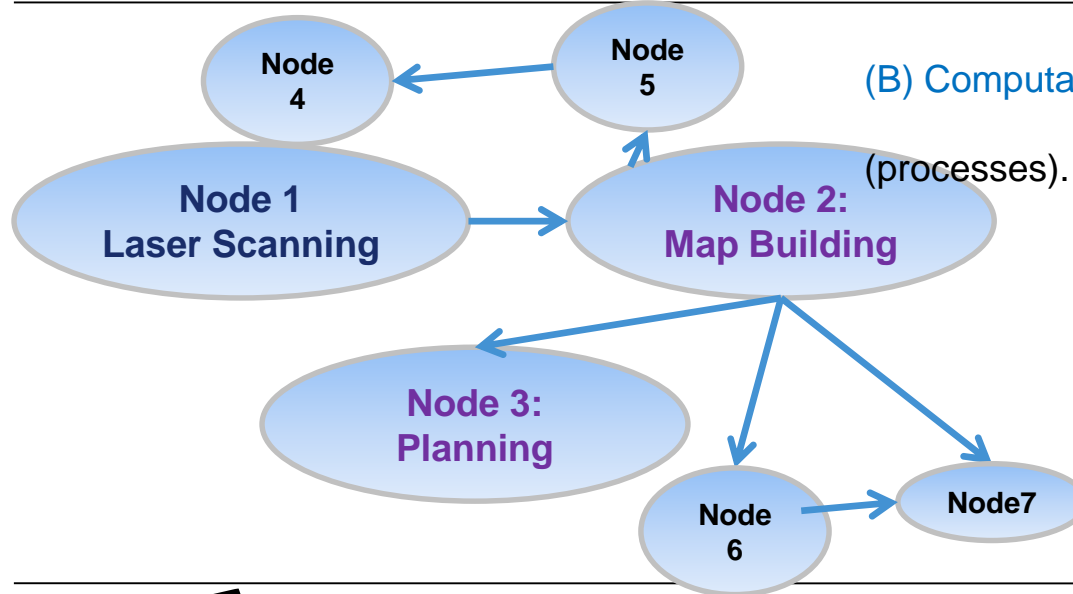 Node
4
Node
5
(B) Computa
(processes).
Node 1
Laser Scanning
Node 2:
Map Building
Node 3:
Planning
Node
6
Node7